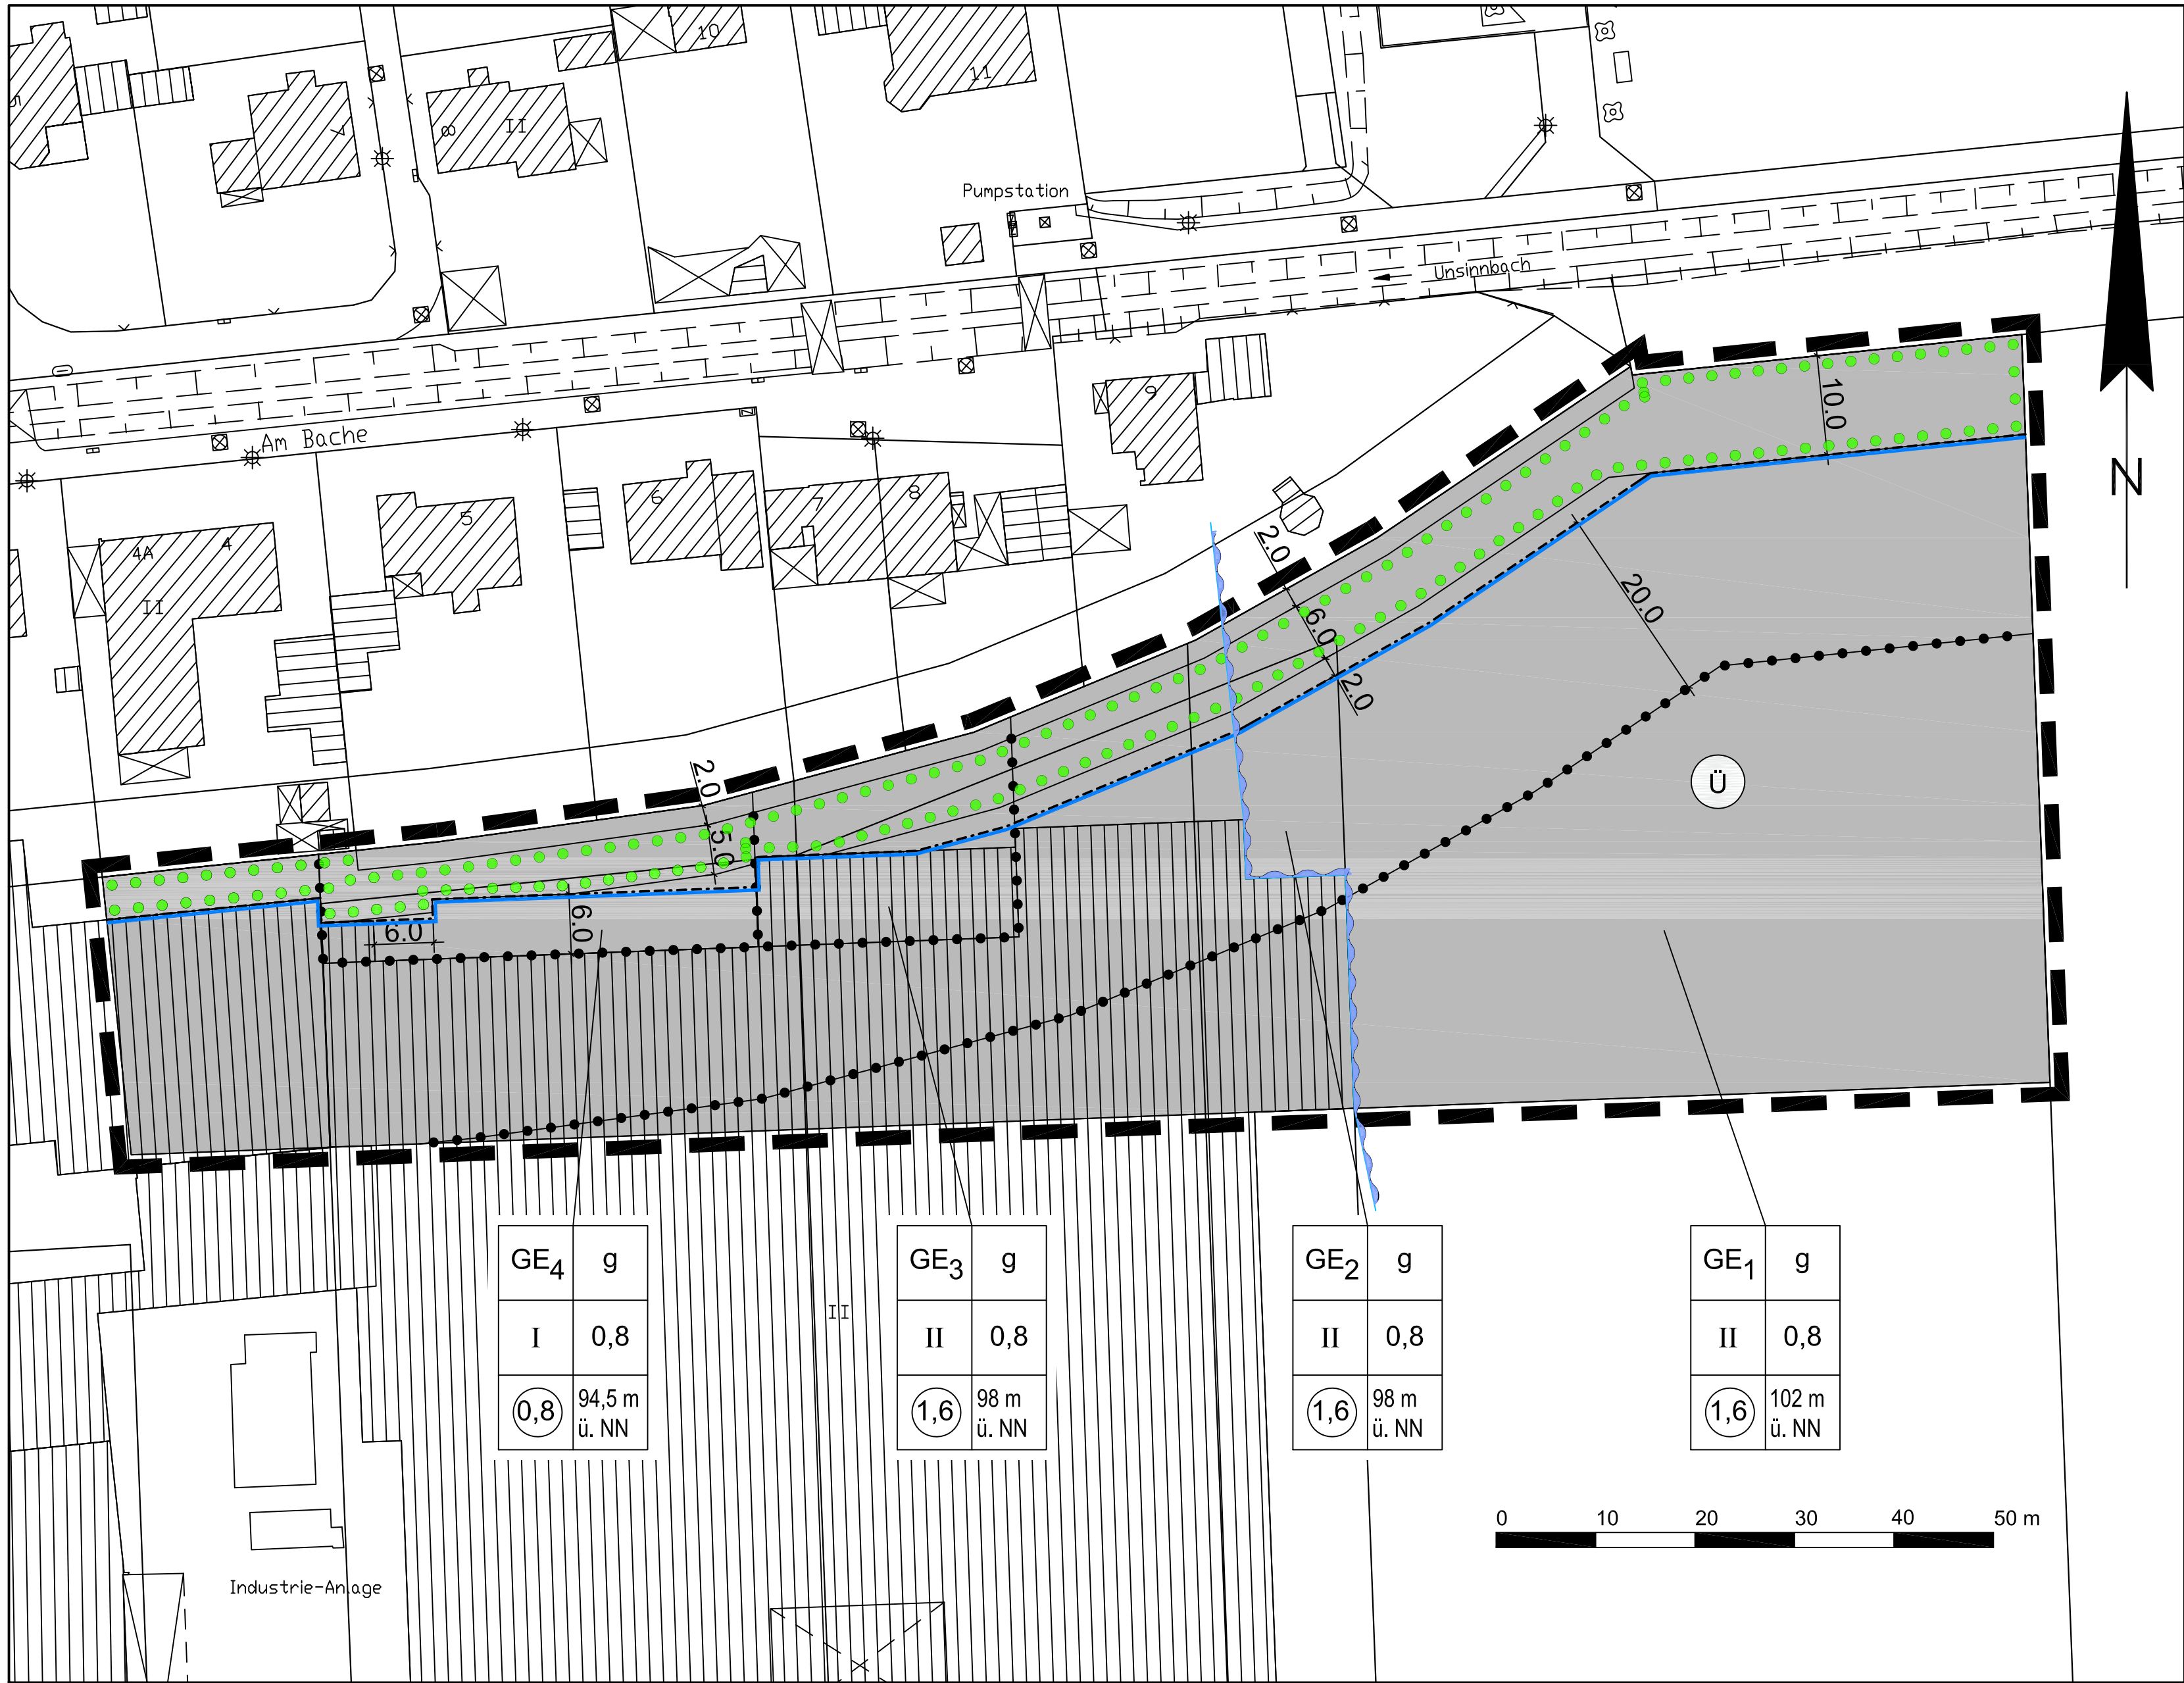 10
11
5
7
8
II
Pumpstation
Unsinnbach
Am Bache
9
10.0
N
4A
4
II
5
6
7
8
2.0
6.0
2.0
20.0
Ü
2.0
5.0
6.0
6.0
GE4 g
I 0,8
0,8 94,5 m
ü. NN
GE3 g
II 0,8
1,6 98 m
ü. NN
GE2 g
II 0,8
1,6 98 m
ü. NN
GE1 g
II 0,8
1,6 102 m
ü. NN
II
0 10 20 30 40 50 m
Industrie-Anlage